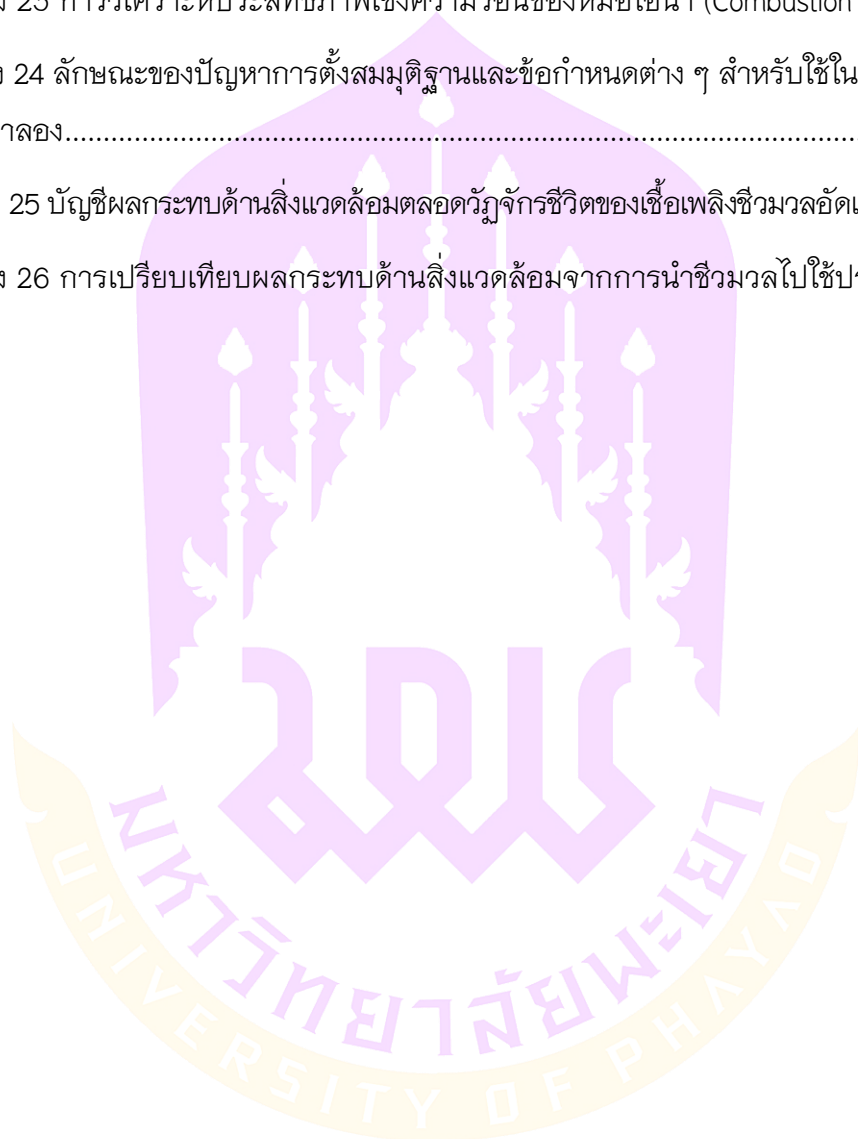 25 การวิเคราะห์ประสิทธิภาพเชิงความร้อนของหม้อไอน้ำ (Combustion
24 ลักษณะของปัญหาการตั้งสมมุติฐานและข้อกำหนดต่าง ๆ สำหรับใช้ใน
าลอง....................................................................................................
25 บัญชีผลกระทบด้านสิ่งแวดล้อมตลอดวัฏจักรชีวิตของเชื้อเพลิงชีวมวลอัดเ
ง 26 การเปรียบเทียบผลกระทบด้านสิ่งแวดล้อมจากการนำชีวมวลไปใช้ปร
มหาวิทยาลัยพะเยา
UNIVERSITY OF PHAYAO